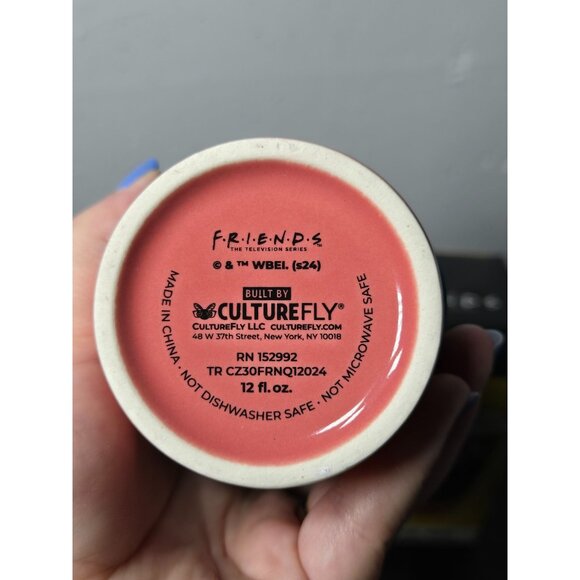 F·R·I·E·N·D·S™
THE TELEVISION SERIES
© & ™ WBEI. (s24)
BUILT BY
CULTUREFLY®
CULTUREFLY LLC CULTUREFLY.COM
48 W 37th Street, New York, NY 10018
RN 152992
TR CZ30FRNQ12024
12 fl. oz.
MADE IN CHINA · NOT DISHWASHER SAFE · NOT MICROWAVE SAFE